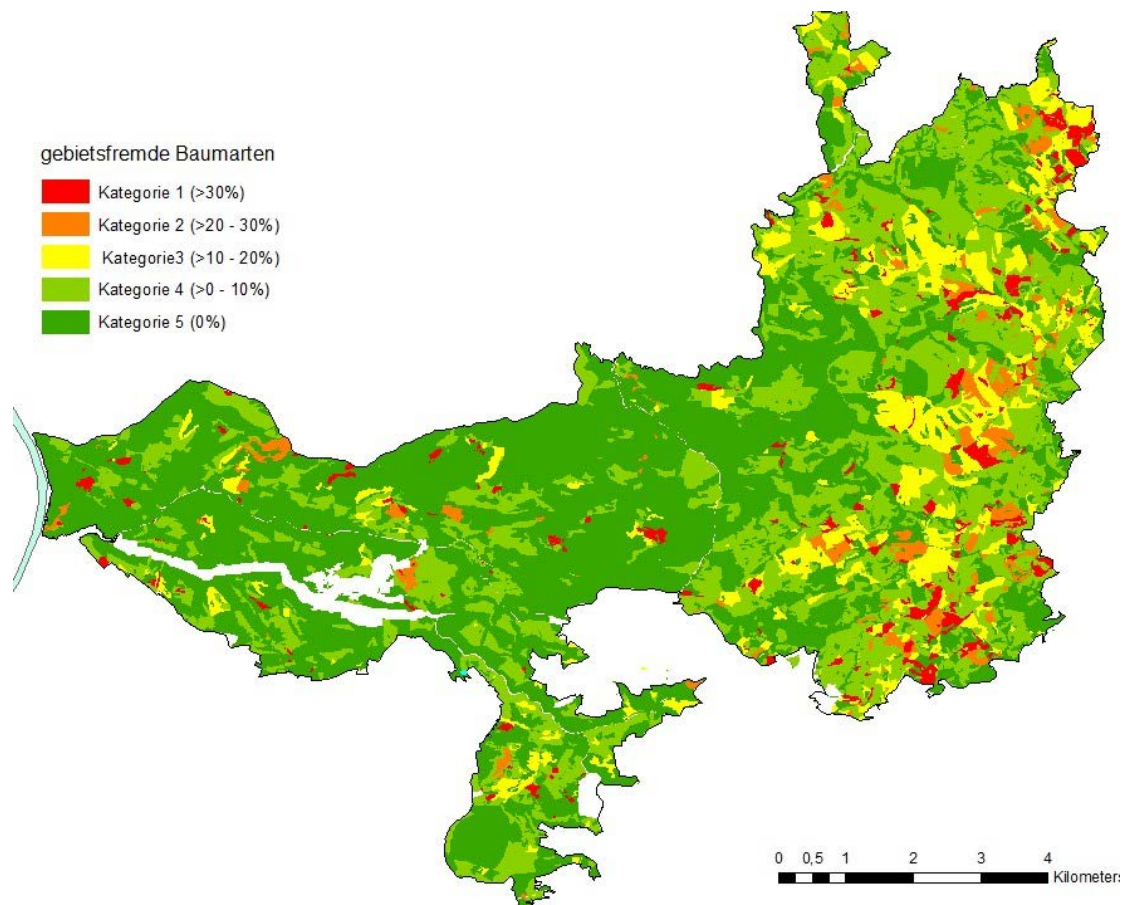 gebietsfremde Baumarten
Kategorie 1 (>30%)
Kategorie 2 (>20 - 30%)
Kategorie3 (>10 - 20%)
Kategorie 4 (>0 - 10%)
Kategorie 5 (0%)
0 0,5 1 2 3 4
Kilometers